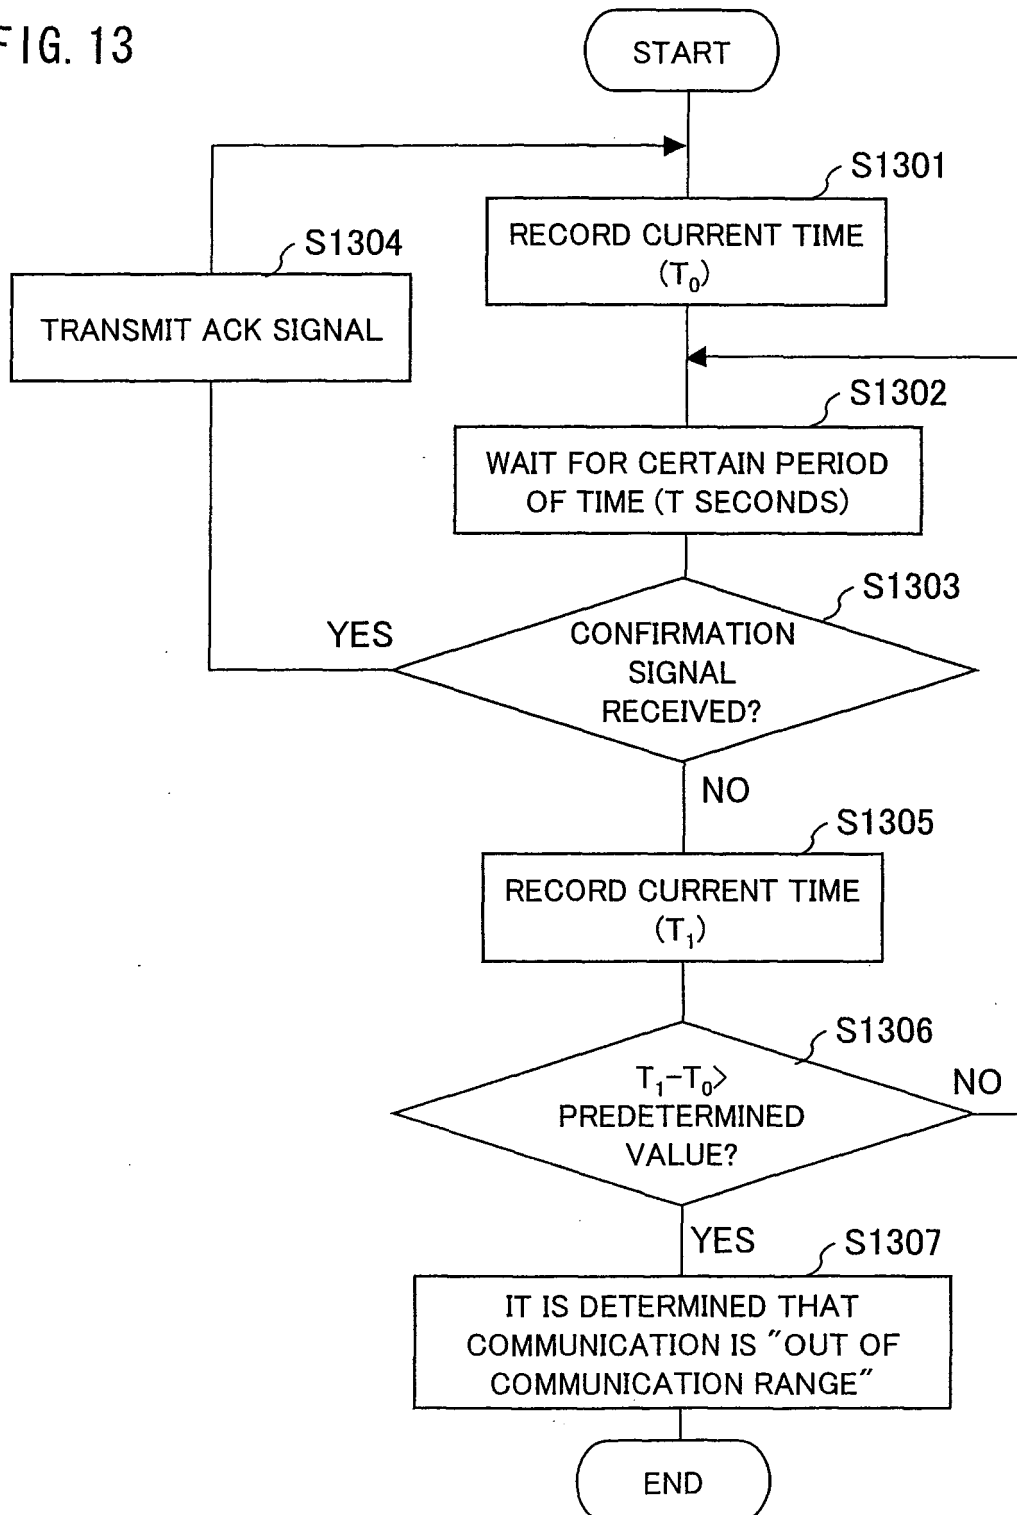 FIG. 13
START
S1301
RECORD CURRENT TIME
(T₀)
S1304
TRANSMIT ACK SIGNAL
S1302
WAIT FOR CERTAIN PERIOD
OF TIME (T SECONDS)
S1303
CONFIRMATION
SIGNAL
RECEIVED?
YES
NO
S1305
RECORD CURRENT TIME
(T₁)
S1306
T₁-T₀>
PREDETERMINED
VALUE?
NO
YES
S1307
IT IS DETERMINED THAT
COMMUNICATION IS "OUT OF
COMMUNICATION RANGE"
END